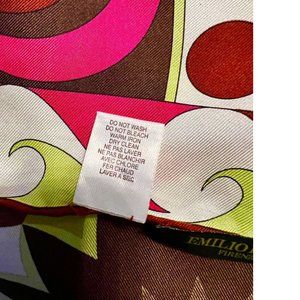 DO NOT WASH
DO NOT BLEACH
WARM IRON
DRY CLEAN
NE PAS LAVER
NE PAS BLANCHIR
AVEC CHLORE
FER CHAUD
LAVER A SEC
EMILIO